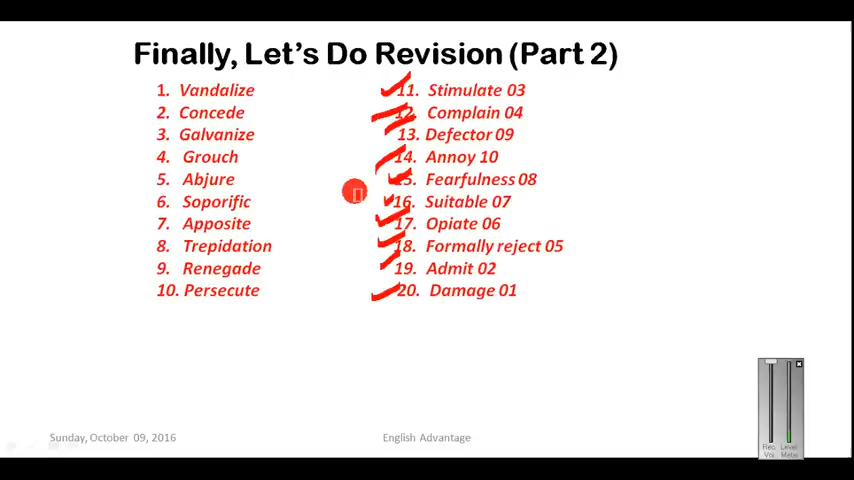 Finally, Let's Do Revision (Part 2)
1. Vandalize
2. Concede
3. Galvanize
4. Grouch
5. Abjure
6. Soporific
7. Apposite
8. Trepidation
9. Renegade
10. Persecute
11. Stimulate 03
12. Complain 04
13. Defector 09
14. Annoy 10
15. Fearfulness 08
16. Suitable 07
17. Opiate 06
18. Formally reject 05
19. Admit 02
20. Damage 01
Sunday, October 09, 2016
English Advantage
Rec Level
Vol